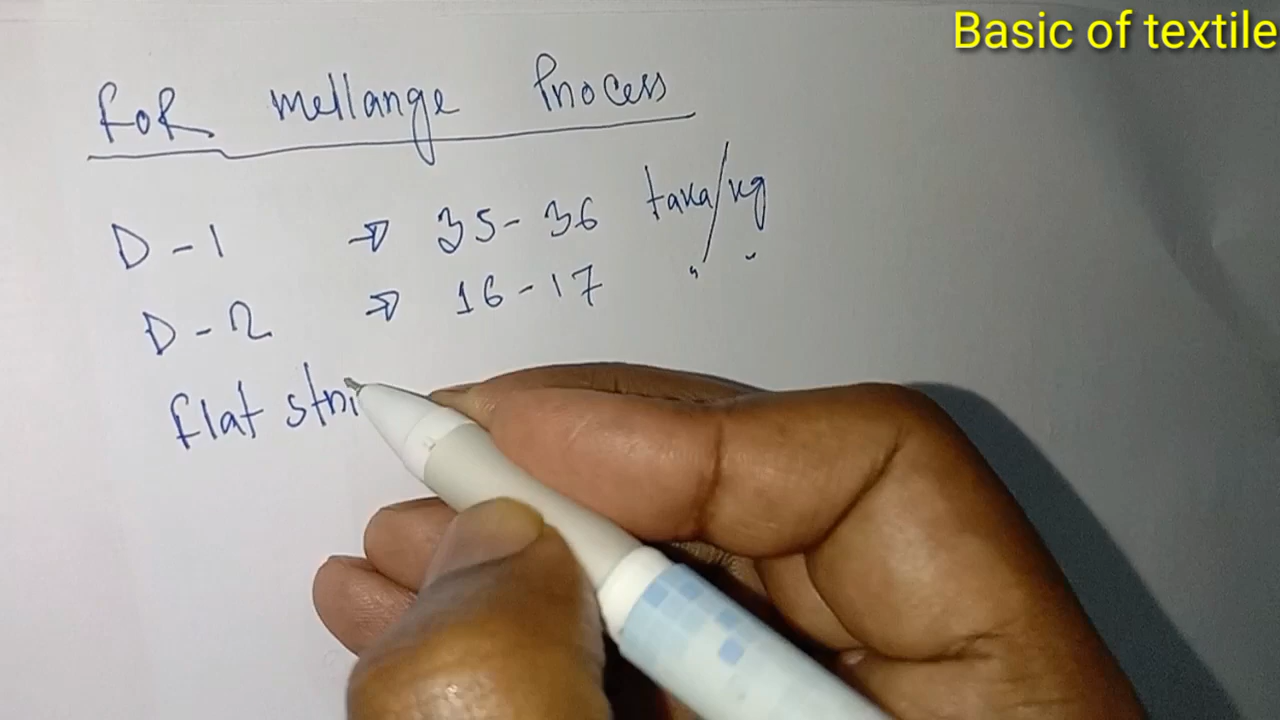 Basic of textile
FOR mellange Process
D-1 → 35-36 taka/kg
D-2 → 16-17 " "
flat stri